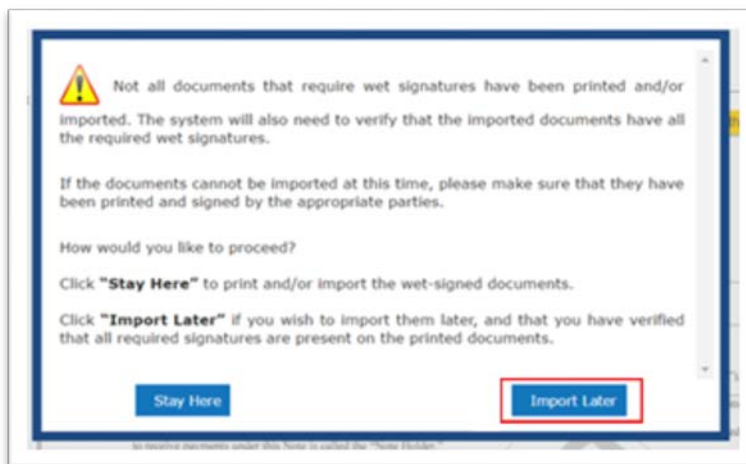 Not all documents that require wet signatures have been printed and/or
imported. The system will also need to verify that the imported documents have all
the required wet signatures.
If the documents cannot be imported at this time, please make sure that they have
been printed and signed by the appropriate parties.
How would you like to proceed?
Click "Stay Here" to print and/or import the wet-signed documents.
Click "Import Later" if you wish to import them later, and that you have verified
that all required signatures are present on the printed documents.
Stay Here
Import Later
to receive payments under this Note is called the "Note Holder."